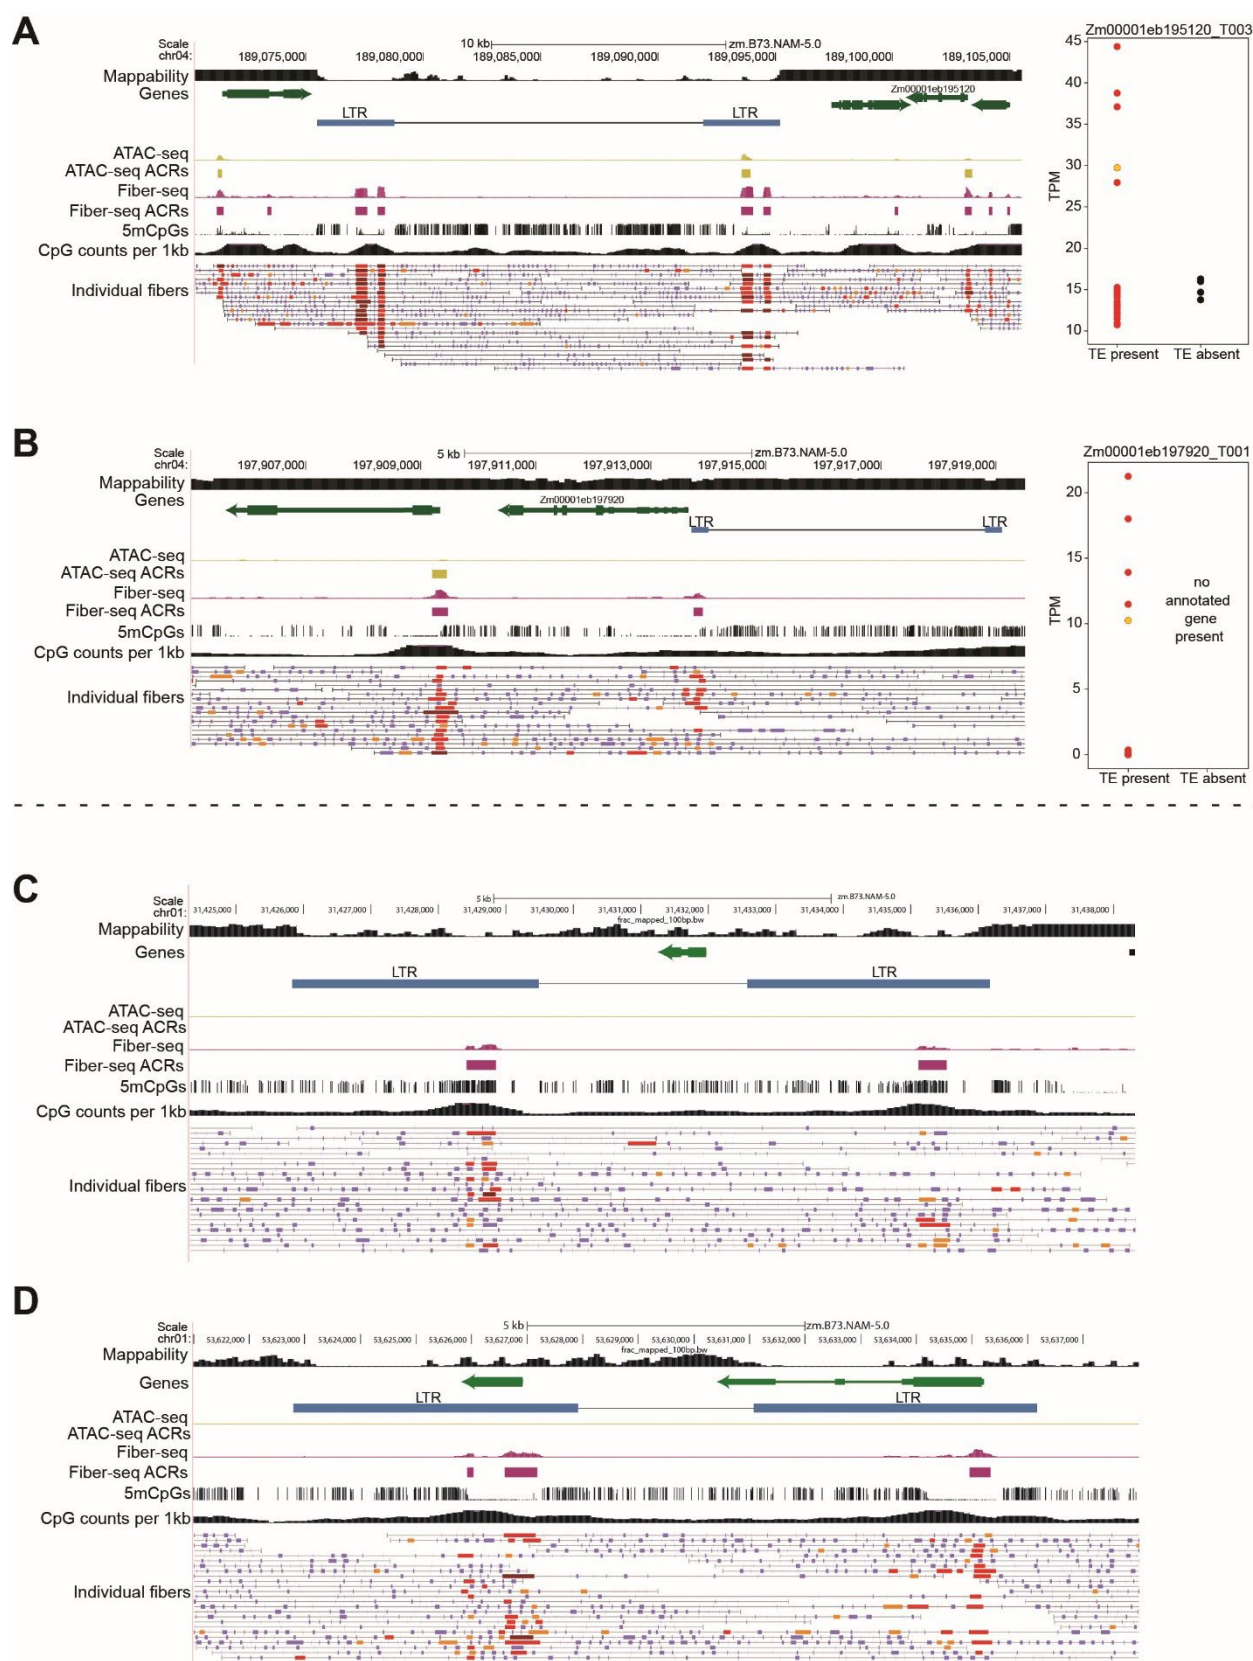 A
Scale
10 kb
zm.B73.NAM-5.0
chr04:
189,075,000
189,080,000
189,085,000
189,090,000
189,095,000
189,100,000
189,105,000
Mappability
Genes
Zm00001eb195120
LTR
LTR
ATAC-seq
ATAC-seq ACRs
Fiber-seq
Fiber-seq ACRs
5mCpGs
CpG counts per 1kb
Individual fibers
Zm00001eb195120_T003
45
40
35
30
25
20
15
10
TPM
TE present
TE absent
B
Scale
5 kb
zm.B73.NAM-5.0
chr04:
197,907,000
197,909,000
197,911,000
197,913,000
197,915,000
197,917,000
197,919,000
Mappability
Genes
Zm00001eb197920
LTR
LTR
ATAC-seq
ATAC-seq ACRs
Fiber-seq
Fiber-seq ACRs
5mCpGs
CpG counts per 1kb
Individual fibers
Zm00001eb197920_T001
20
15
10
5
0
TPM
no
annotated
gene
present
TE present
TE absent
C
Scale
5 kb
zm.B73.NAM-5.0
chr01:
31,425,000
31,426,000
31,427,000
31,428,000
31,429,000
31,430,000
31,431,000
31,432,000
31,433,000
31,434,000
31,435,000
31,436,000
31,437,000
31,438,000
frac_mapped_100bp.bw
Mappability
Genes
LTR
LTR
ATAC-seq
ATAC-seq ACRs
Fiber-seq
Fiber-seq ACRs
5mCpGs
CpG counts per 1kb
Individual fibers
D
Scale
5 kb
zm.B73.NAM-5.0
chr01:
53,622,000
53,623,000
53,624,000
53,625,000
53,626,000
53,627,000
53,628,000
53,629,000
53,630,000
53,631,000
53,632,000
53,633,000
53,634,000
53,635,000
53,636,000
53,637,000
frac_mapped_100bp.bw
Mappability
Genes
LTR
LTR
ATAC-seq
ATAC-seq ACRs
Fiber-seq
Fiber-seq ACRs
5mCpGs
CpG counts per 1kb
Individual fibers